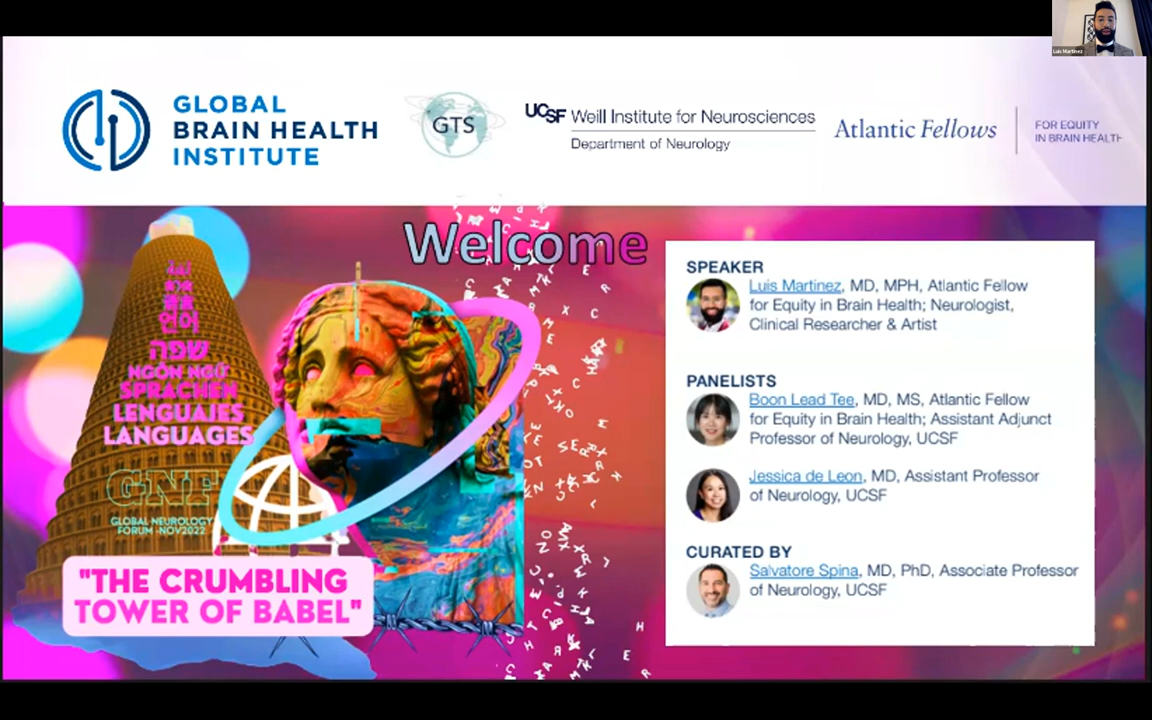 Luis Martinez
GLOBAL
BRAIN HEALTH
INSTITUTE
GTS
UCSF Weill Institute for Neurosciences
Department of Neurology
Atlantic Fellows
FOR EQUITY
IN BRAIN HEALTH
Welcome
语言
언어
שפה
NGÔN NGỮ
SPRACHEN
LENGUAJES
LANGUAGES
GNF
GLOBAL NEUROLOGY
FORUM -NOV2022
"THE CRUMBLING
TOWER OF BABEL"
SPEAKER
Luis Martinez, MD, MPH, Atlantic Fellow
for Equity in Brain Health; Neurologist,
Clinical Researcher & Artist
PANELISTS
Boon Lead Tee, MD, MS, Atlantic Fellow
for Equity in Brain Health; Assistant Adjunct
Professor of Neurology, UCSF
Jessica de Leon, MD, Assistant Professor
of Neurology, UCSF
CURATED BY
Salvatore Spina, MD, PhD, Associate Professor
of Neurology, UCSF